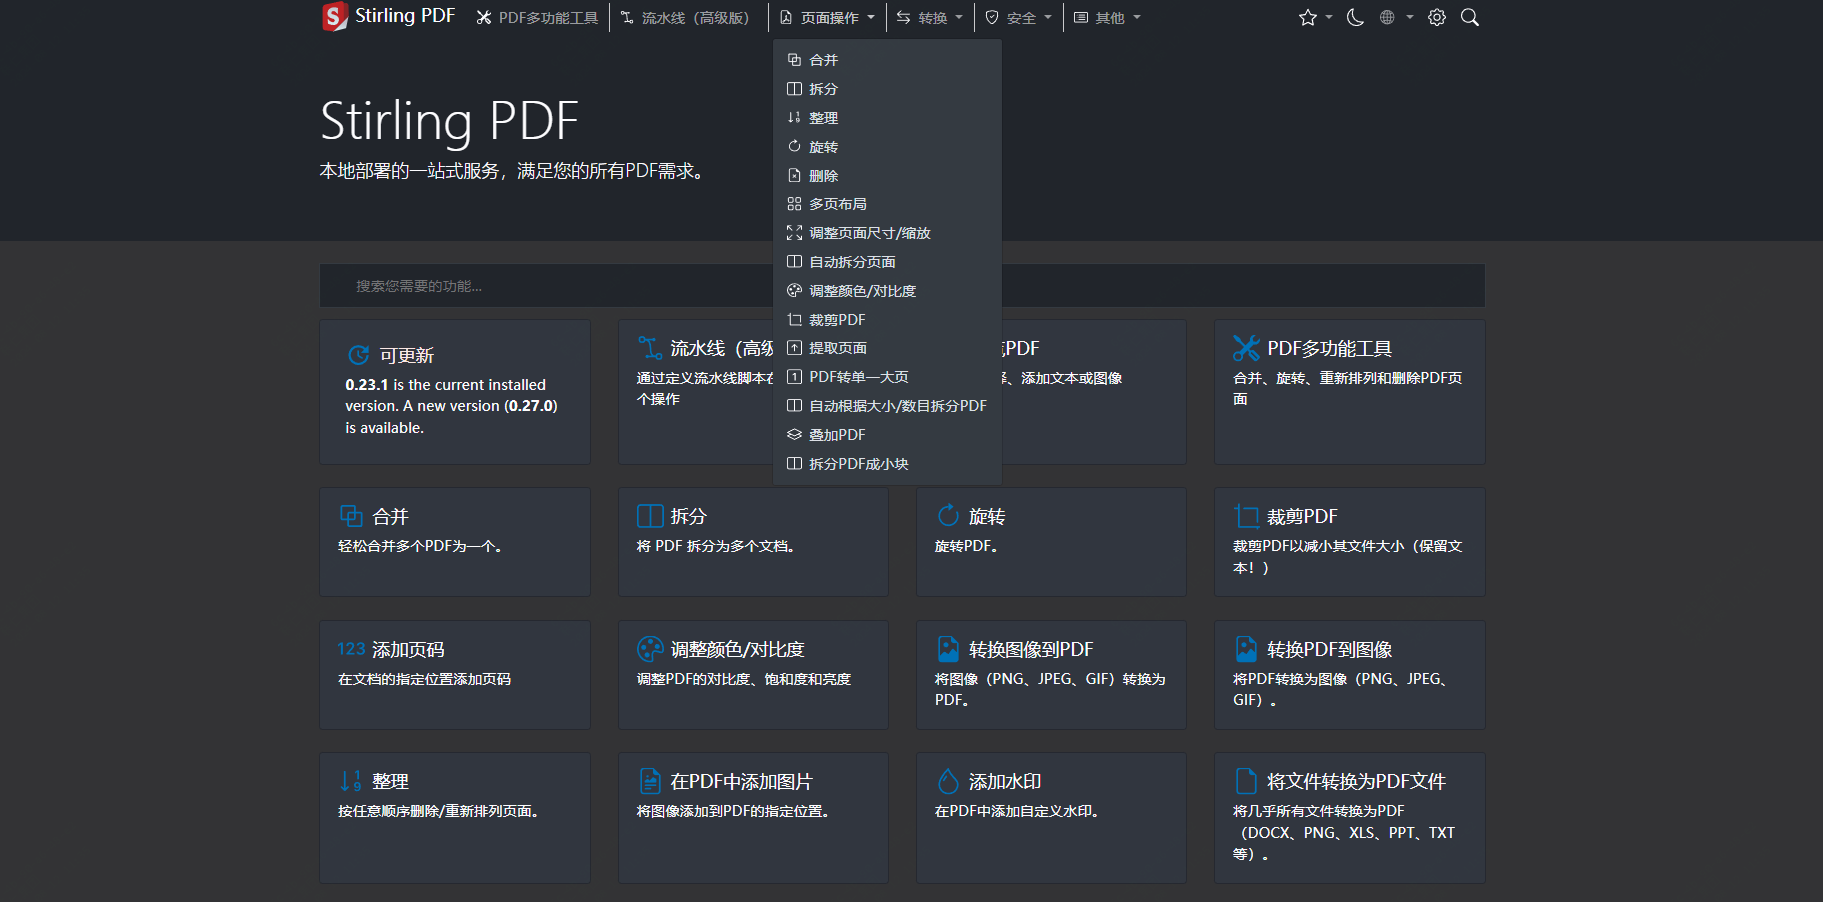 Stirling PDF
PDF多功能工具
流水线（高级版）
页面操作
转换
安全
其他
合并
拆分
整理
旋转
删除
多页布局
调整页面尺寸/缩放
自动拆分页面
调整颜色/对比度
裁剪PDF
提取页面
PDF转单一大页
自动根据大小/数目拆分PDF
叠加PDF
拆分PDF成小块
Stirling PDF
本地部署的一站式服务，满足您的所有PDF需求。
搜索您需要的功能...
可更新
0.23.1 is the current installed
version. A new version (0.27.0)
is available.
流水线（高级
通过定义流水线脚本在
个操作
PDF
、添加文本或图像
PDF多功能工具
合并、旋转、重新排列和删除PDF页
面
合并
轻松合并多个PDF为一个。
拆分
将 PDF 拆分为多个文档。
旋转
旋转PDF。
裁剪PDF
裁剪PDF以减小其文件大小（保留文
本！）
123 添加页码
在文档的指定位置添加页码
调整颜色/对比度
调整PDF的对比度、饱和度和亮度
转换图像到PDF
将图像（PNG、JPEG、GIF）转换为
PDF。
转换PDF到图像
将PDF转换为图像（PNG、JPEG、
GIF）。
整理
按任意顺序删除/重新排列页面。
在PDF中添加图片
将图像添加到PDF的指定位置。
添加水印
在PDF中添加自定义水印。
将文件转换为PDF文件
将几乎所有文件转换为PDF
（DOCX、PNG、XLS、PPT、TXT
等）。